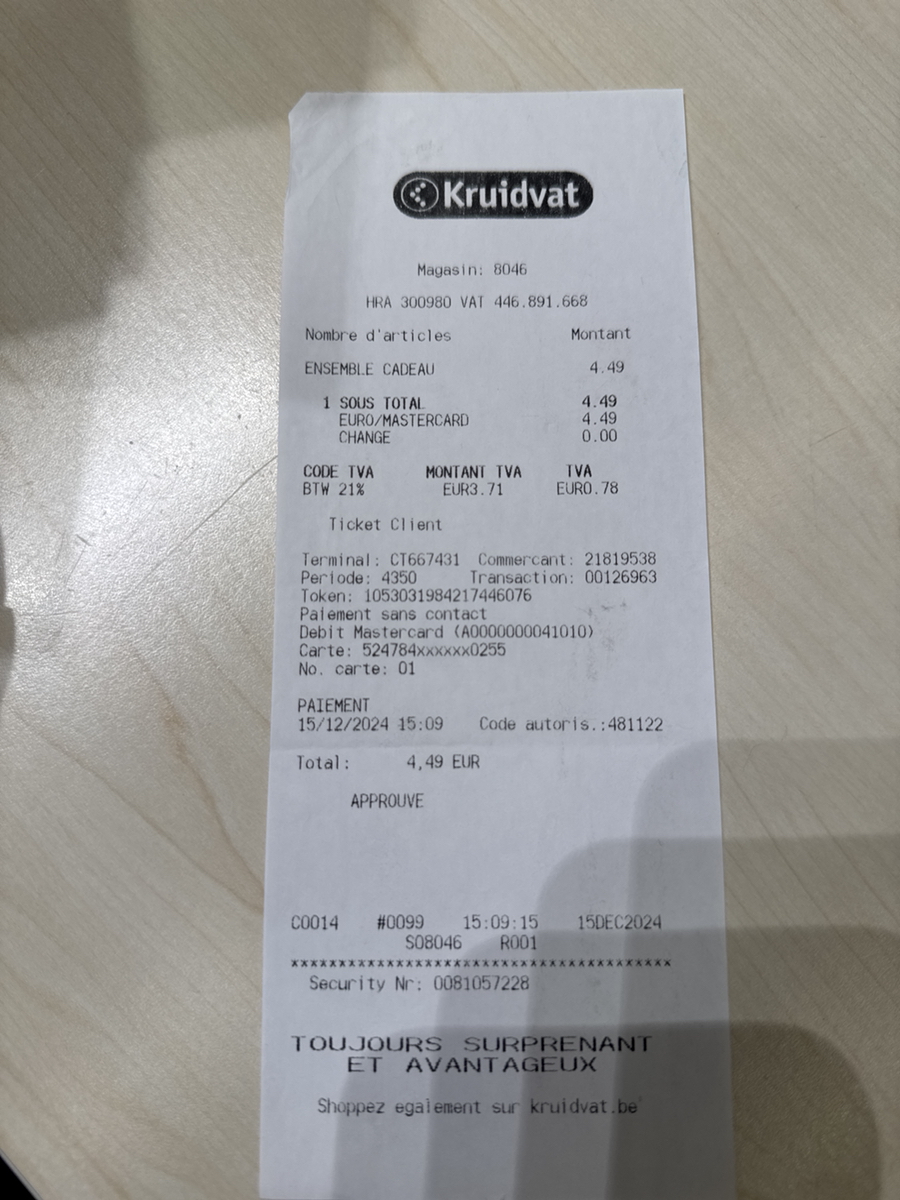 Kruidvat
Magasin: 8046
HRA 300980 VAT 446.891.668
Nombre d'articles Montant
ENSEMBLE CADEAU 4.49
1 SOUS TOTAL 4.49
EURO/MASTERCARD 4.49
CHANGE 0.00
CODE TVA MONTANT TVA TVA
BTW 21% EUR3.71 EUR0.78
Ticket Client
Terminal: CT667431 Commercant: 21819538
Periode: 4350 Transaction: 00126963
Token: 1053031984217446076
Paiement sans contact
Debit Mastercard (A0000000041010)
Carte: 524784xxxxxx0255
No. carte: 01
PAIEMENT
15/12/2024 15:09 Code autoris.:481122
Total: 4,49 EUR
APPROUVE
C0014 #0099 15:09:15 15DEC2024
S08046 R001
*******************************************
Security Nr: 0081057228
TOUJOURS SURPRENANT
ET AVANTAGEUX
Shoppez egalement sur kruidvat.be